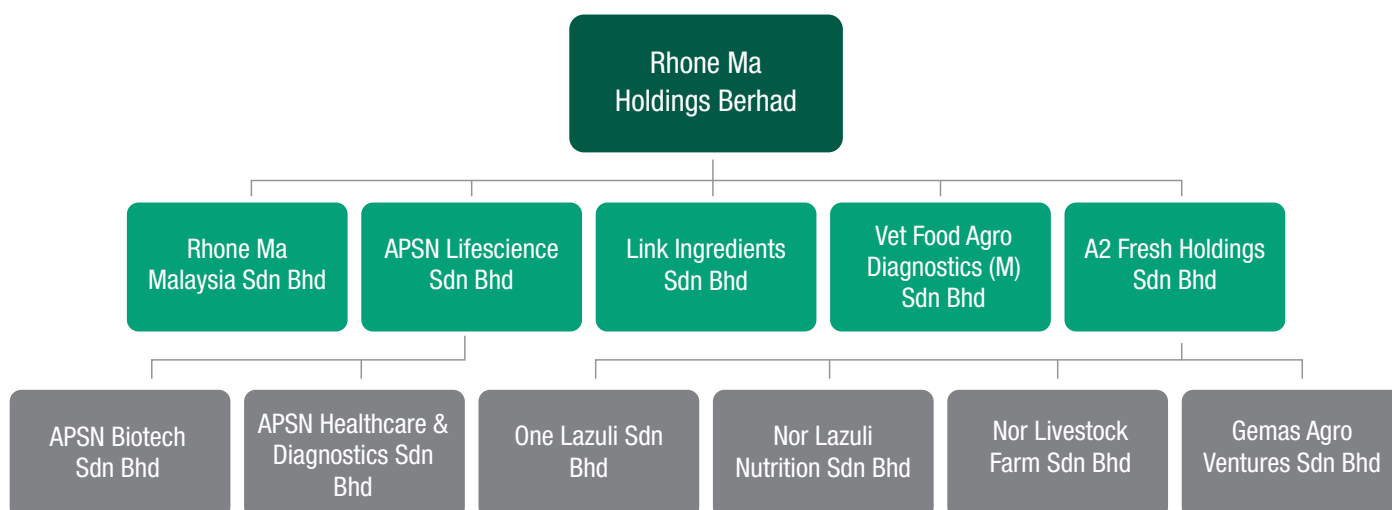 Rhone Ma
Holdings Berhad
Rhone Ma
Malaysia Sdn Bhd
APSN Lifescience
Sdn Bhd
Link Ingredients
Sdn Bhd
Vet Food Agro
Diagnostics (M)
Sdn Bhd
A2 Fresh Holdings
Sdn Bhd
APSN Biotech
Sdn Bhd
APSN Healthcare &
Diagnostics Sdn
Bhd
One Lazuli Sdn
Bhd
Nor Lazuli
Nutrition Sdn Bhd
Nor Livestock
Farm Sdn Bhd
Gemas Agro
Ventures Sdn Bhd